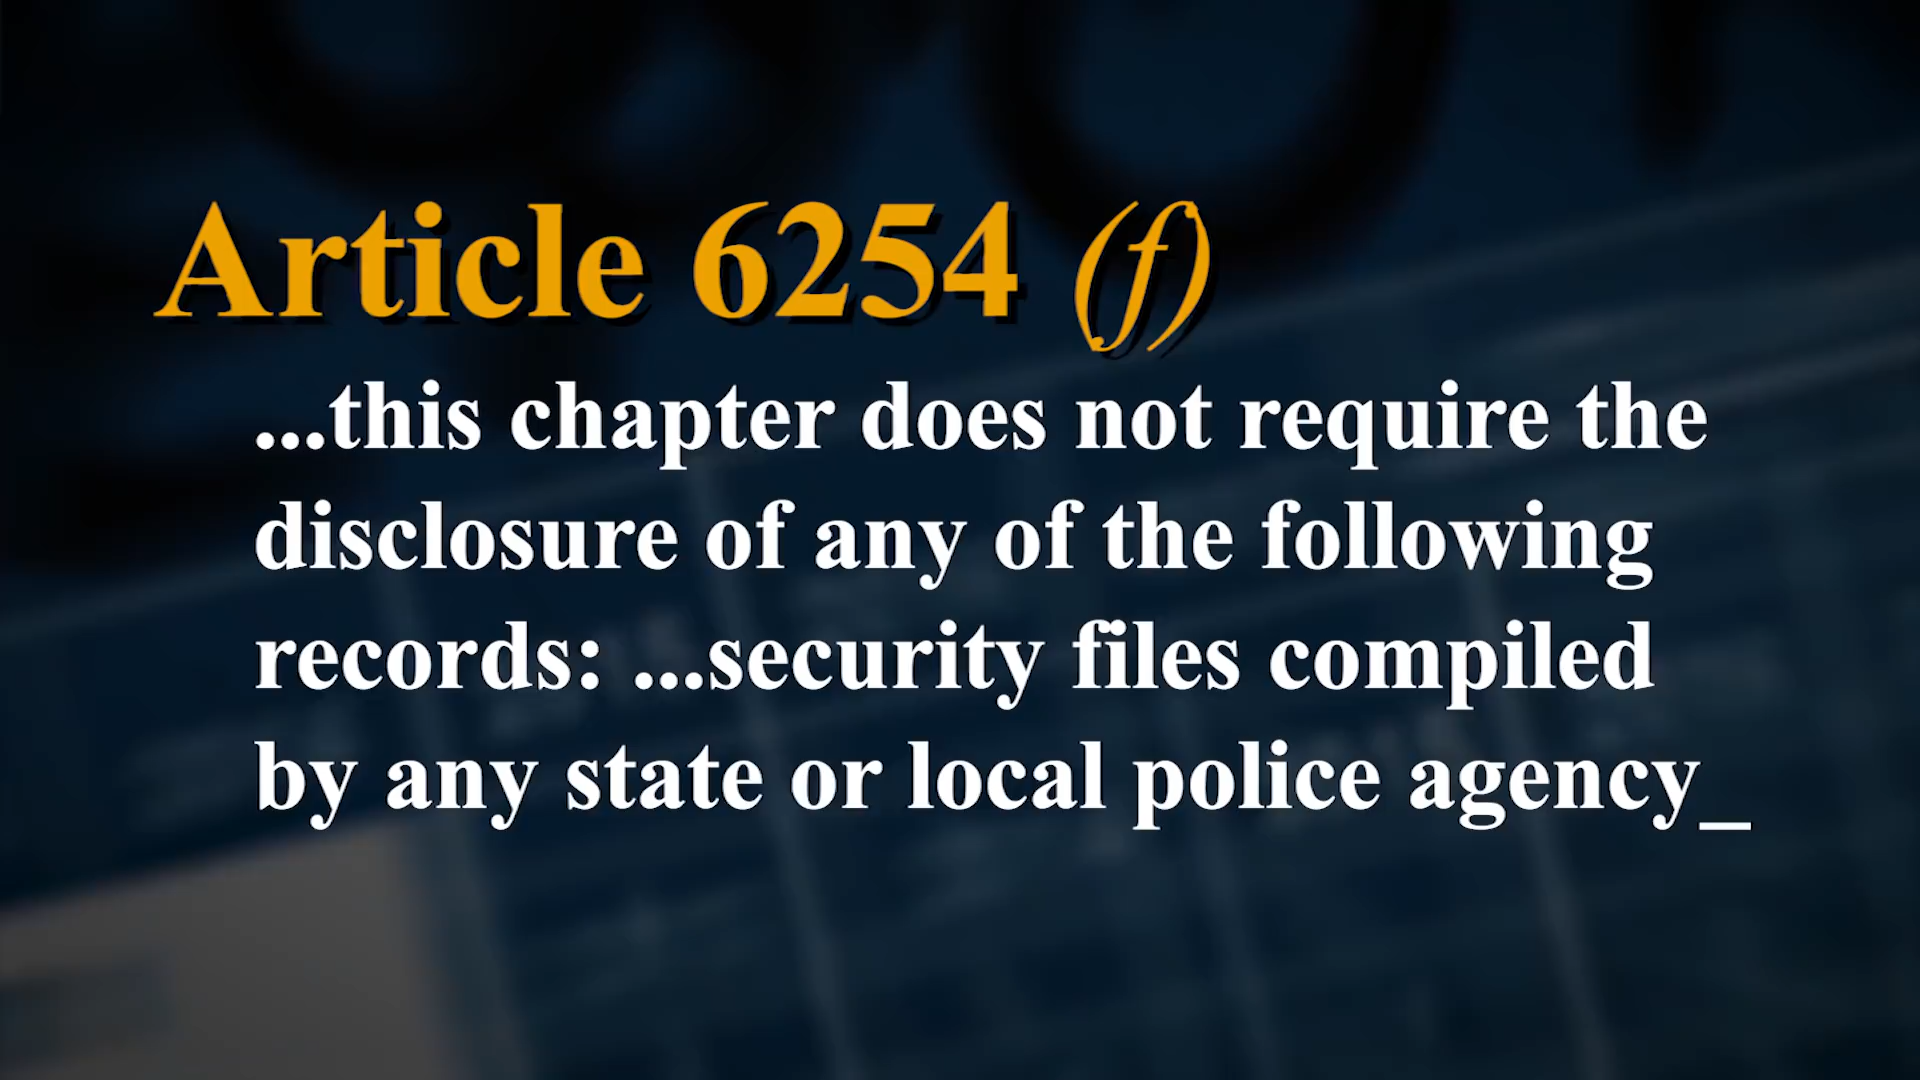 Article 6254 (f)
...this chapter does not require the
disclosure of any of the following
records: ...security files compiled
by any state or local police agency_